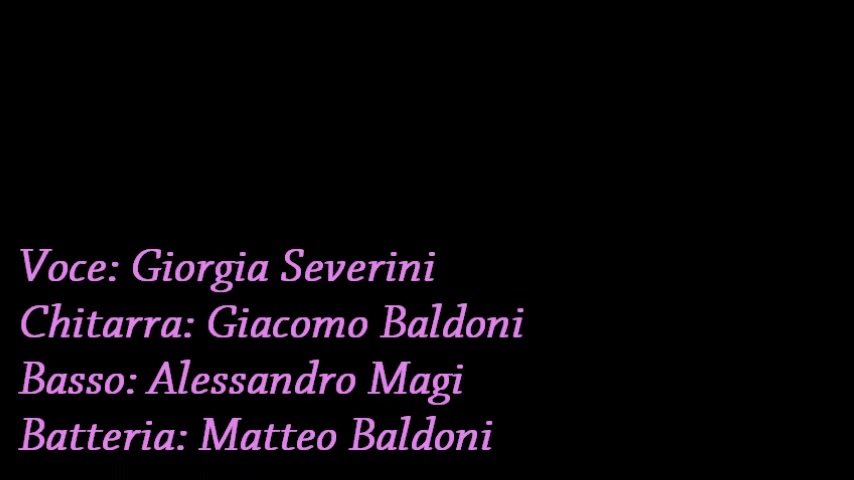 Voce: Giorgia Severini
Chitarra: Giacomo Baldoni
Basso: Alessandro Magi
Batteria: Matteo Baldoni